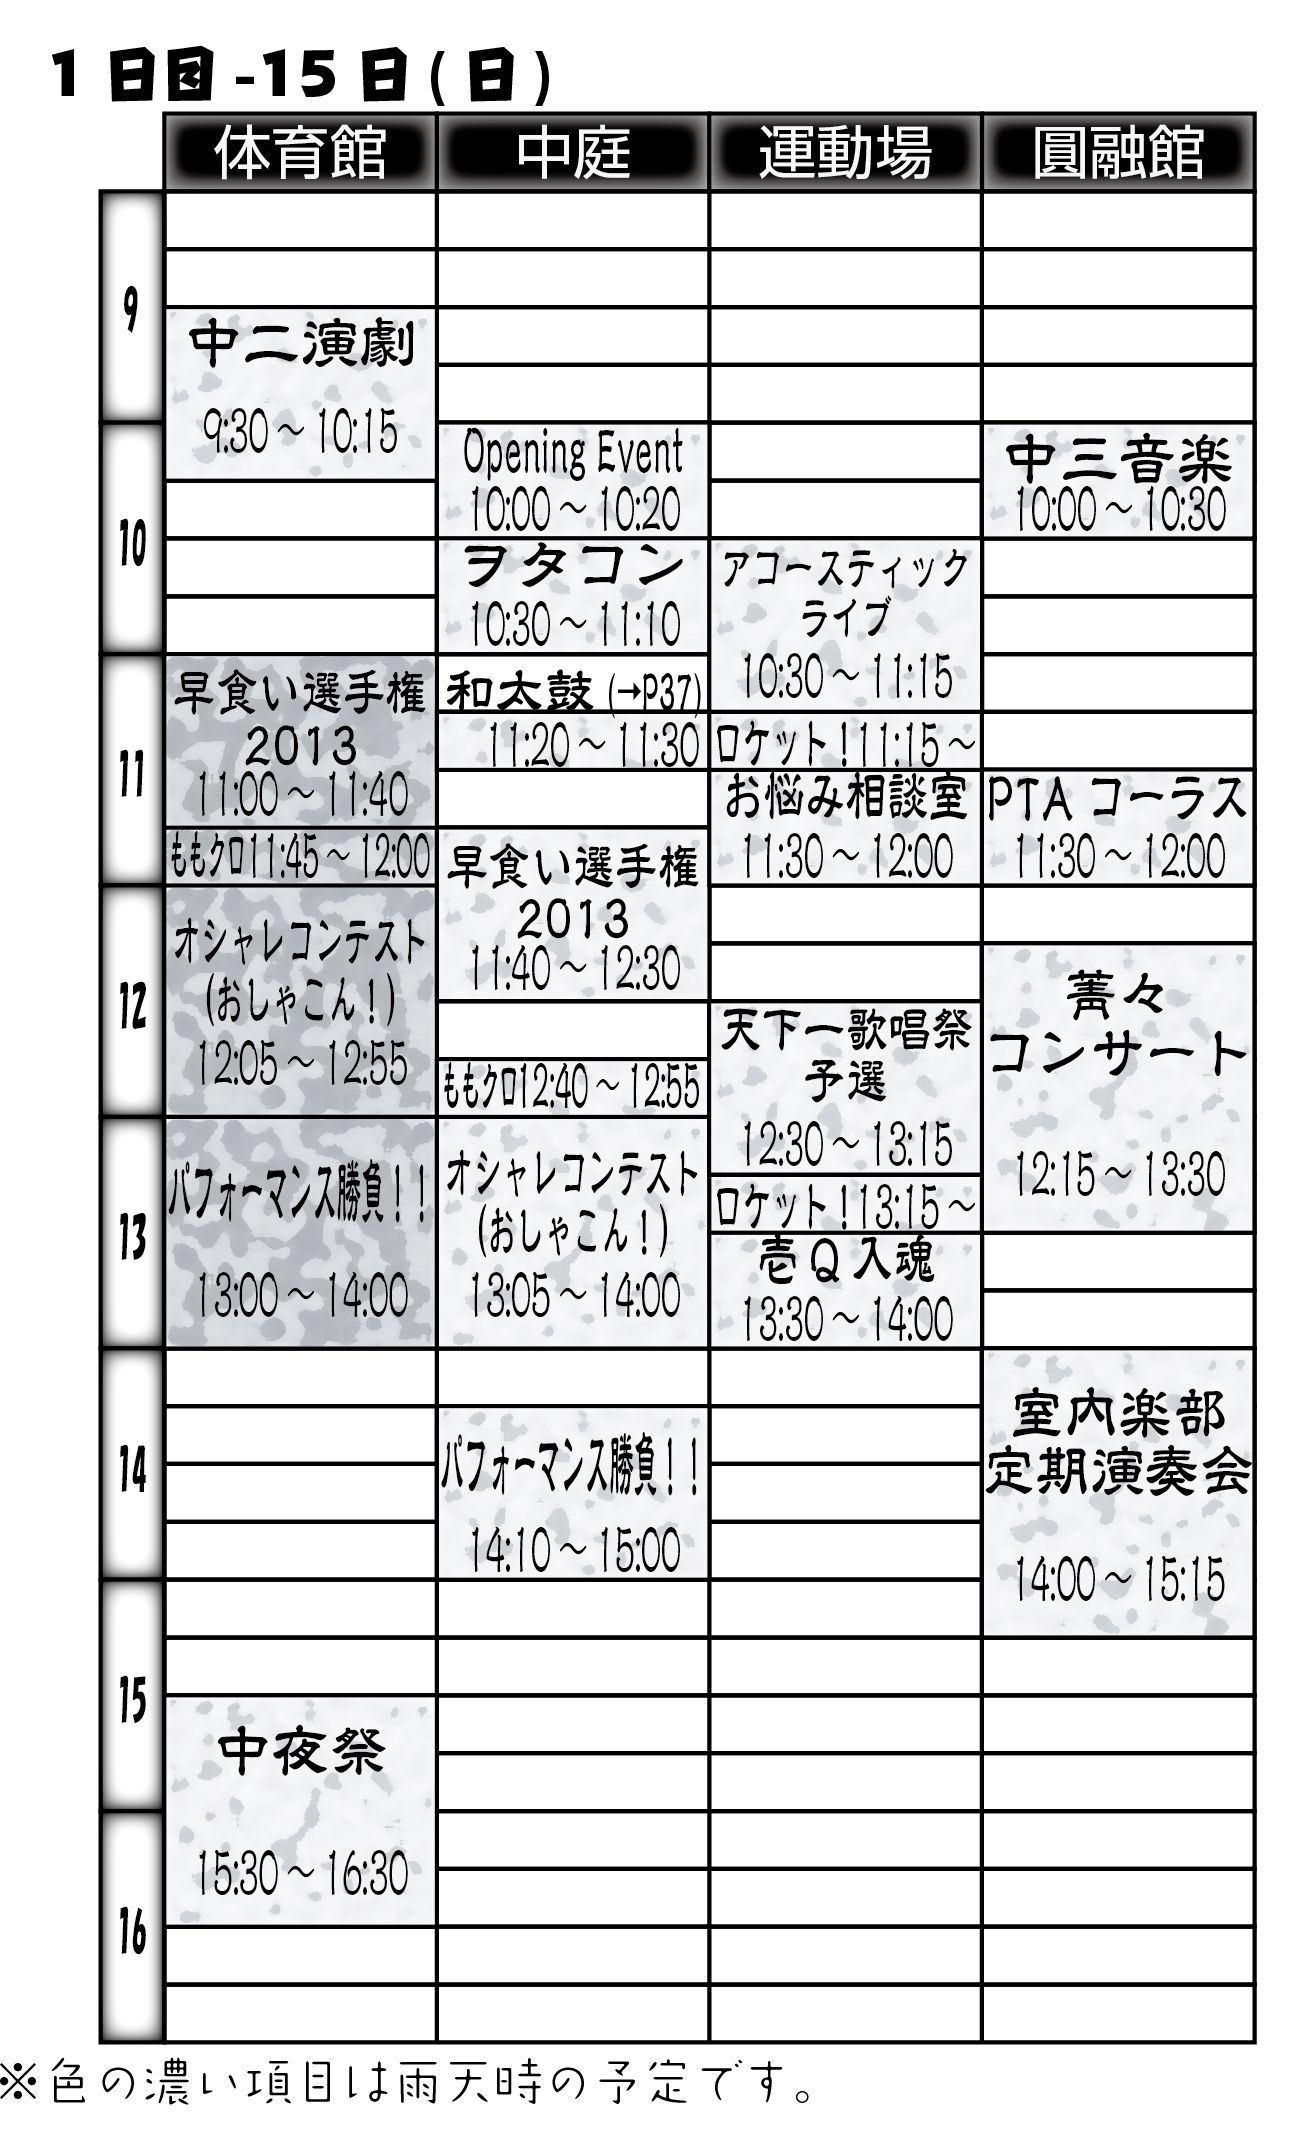 1日目-15日(日)
体育館 中庭 運動場 圓融館
9
中二演劇
9:30～10:15
10
Opening Event
10:00～10:20
中三音楽
10:00～10:30
ヲタコン
10:30～11:10
アコースティック
ライブ
10:30～11:15
11
早食い選手権
2013
11:00～11:40
和太鼓(→P37)
11:20～11:30
ロケット！11:15～
お悩み相談室
11:30～12:00
PTAコーラス
11:30～12:00
ももクロ11:45～12:00
早食い選手権
2013
11:40～12:30
12
オシャレコンテスト
(おしゃこん！)
12:05～12:55
菁々
コンサート
12:15～13:30
天下一歌唱祭
予選
12:30～13:15
ももクロ12:40～12:55
13
パフォーマンス勝負！！
13:00～14:00
オシャレコンテスト
(おしゃこん！)
13:05～14:00
ロケット！13:15～
壱Q入魂
13:30～14:00
14
パフォーマンス勝負！！
14:10～15:00
室内楽部
定期演奏会
14:00～15:15
15
中夜祭
15:30～16:30
16
※色の濃い項目は雨天時の予定です。